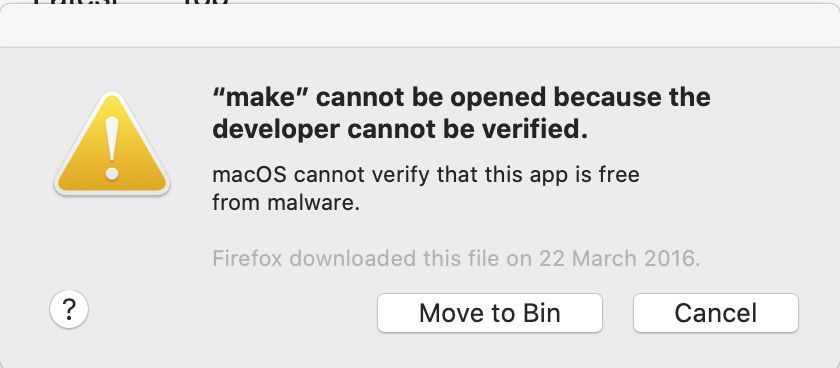 “make” cannot be opened because the
developer cannot be verified.
macOS cannot verify that this app is free
from malware.
Firefox downloaded this file on 22 March 2016.
?
Move to Bin
Cancel